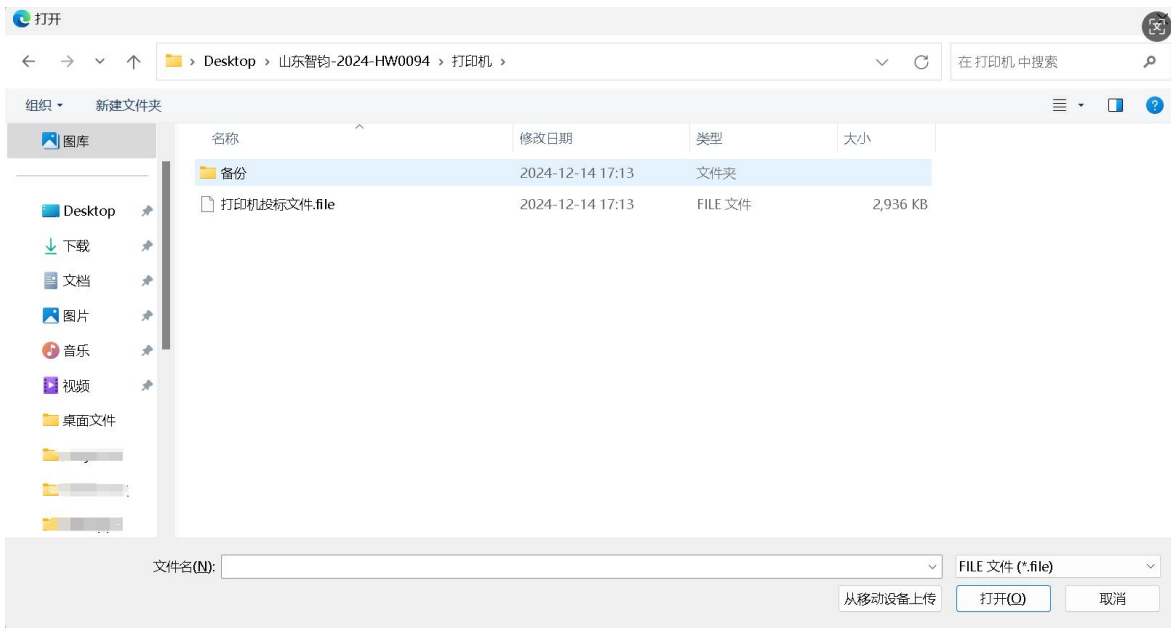 打开
Desktop › 山东智钧-2024-HW0094 › 打印机 ›
在 打印机 中搜索
组织 新建文件夹
图库
名称 修改日期 类型 大小
备份 2024-12-14 17:13 文件夹
打印机投标文件.file 2024-12-14 17:13 FILE 文件 2,936 KB
Desktop
下载
文档
图片
音乐
视频
桌面文件
文件名(N):
FILE 文件 (*.file)
从移动设备上传 打开(O) 取消